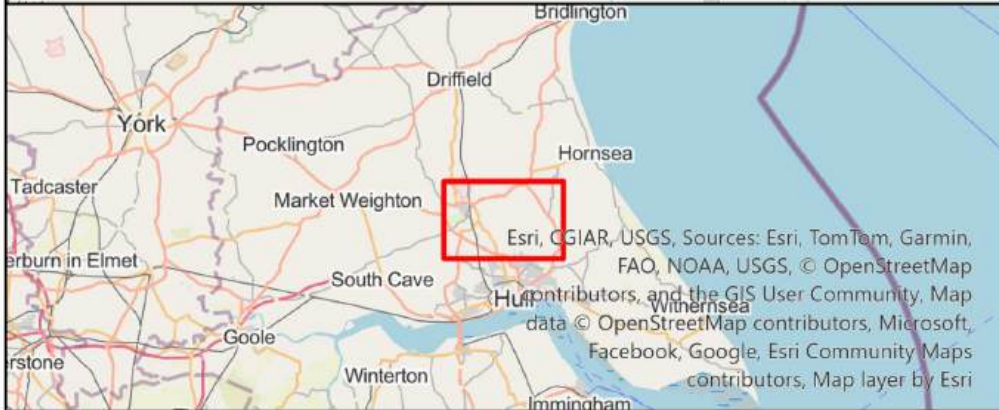 Bridlington
Driffield
York
Pocklington
Hornsea
Tadcaster
Market Weighton
Esri, CGIAR, USGS, Sources: Esri, TomTom, Garmin,
erburn in Elmet
FAO, NOAA, USGS, © OpenStreetMap
South Cave
Hull
contributors, and the GIS User Community, Map
Withernsea
data © OpenStreetMap contributors, Microsoft,
Goole
Facebook, Google, Esri Community Maps
erstone
Winterton
contributors, Map layer by Esri
Immingham